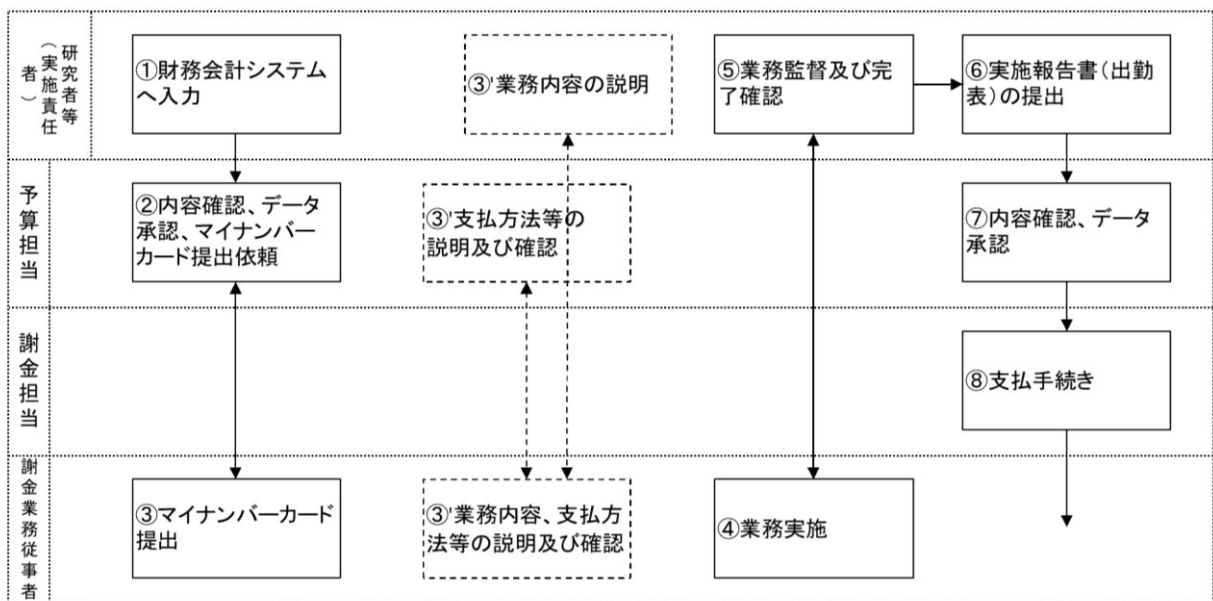 研究者等
(実施責任
者)
①財務会計システム
へ入力
③'業務内容の説明
⑤業務監督及び完
了確認
⑥実施報告書(出勤
表)の提出
予算担当
②内容確認、データ
承認、マイナンバー
カード提出依頼
③'支払方法等の
説明及び確認
⑦内容確認、データ
承認
謝金担当
⑧支払手続き
謝金業務従事者
③マイナンバーカード
提出
③'業務内容、支払方
法等の説明及び確認
④業務実施